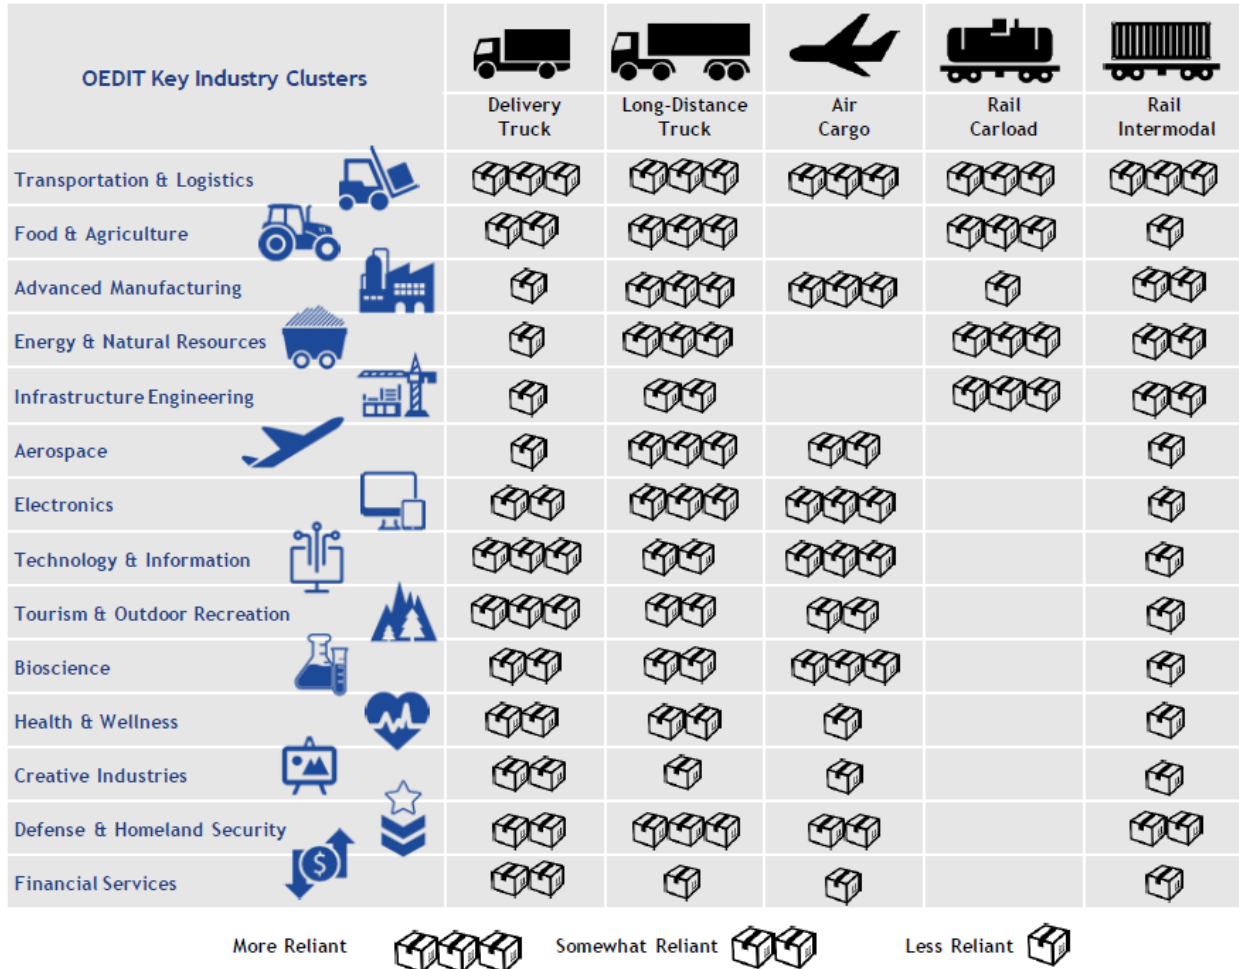 OEDIT Key Industry Clusters
Delivery
Truck
Long-Distance
Truck
Air
Cargo
Rail
Carload
Rail
Intermodal
Transportation & Logistics
Food & Agriculture
Advanced Manufacturing
Energy & Natural Resources
Infrastructure Engineering
Aerospace
Electronics
Technology & Information
Tourism & Outdoor Recreation
Bioscience
Health & Wellness
Creative Industries
Defense & Homeland Security
$
Financial Services
More Reliant
Somewhat Reliant
Less Reliant